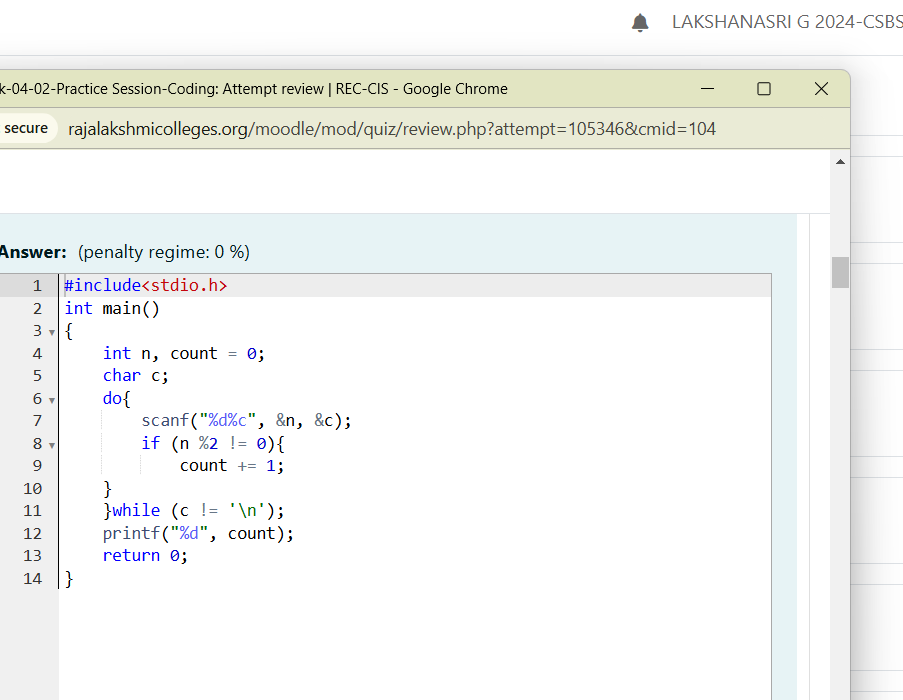 LAKSHANASRI G 2024-CSBS
k-04-02-Practice Session-Coding: Attempt review | REC-CIS - Google Chrome
secure rajalakshmicolleges.org/moodle/mod/quiz/review.php?attempt=105346&cmid=104
Answer: (penalty regime: 0 %)
1 #include<stdio.h>
2 int main()
3 {
4     int n, count = 0;
5     char c;
6     do{
7         scanf("%d%c", &n, &c);
8         if (n %2 != 0){
9             count += 1;
10     }
11     }while (c != '\n');
12     printf("%d", count);
13     return 0;
14 }